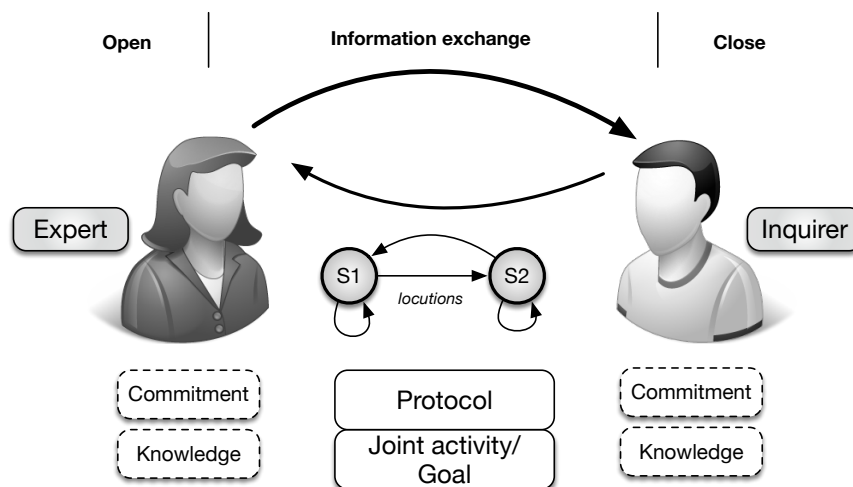 Open
Information exchange
Close
Expert
Inquirer
S1
S2
locutions
Commitment
Protocol
Commitment
Knowledge
Joint activity/
Goal
Knowledge